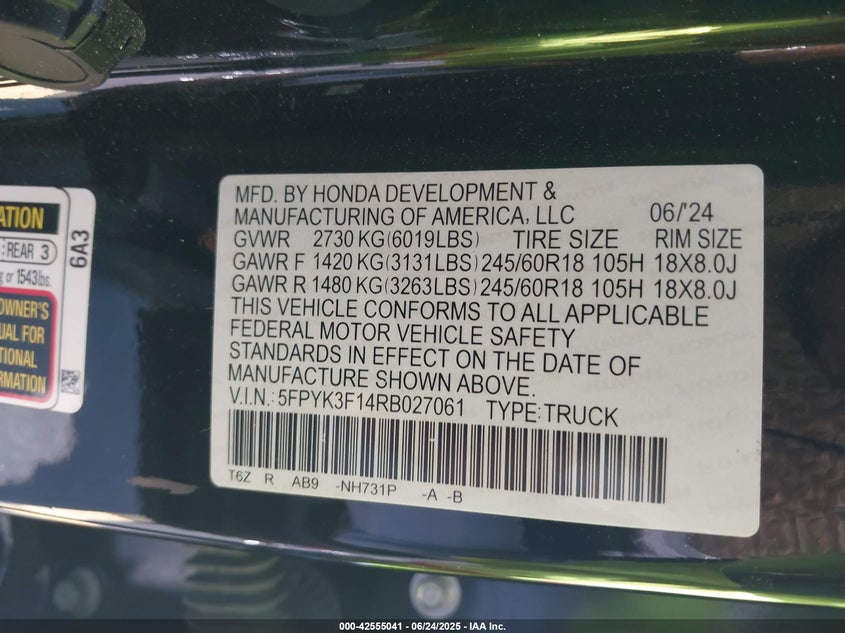 ATION
REAR 3
g or 1543lbs.
OWNER'S
UAL FOR
TIONAL
RMATION
6A3
MFD. BY HONDA DEVELOPMENT &
MANUFACTURING OF AMERICA, LLC 06/'24
GVWR 2730 KG(6019LBS) TIRE SIZE RIM SIZE
GAWR F 1420 KG(3131LBS) 245/60R18 105H 18X8.0J
GAWR R 1480 KG(3263LBS) 245/60R18 105H 18X8.0J
THIS VEHICLE CONFORMS TO ALL APPLICABLE
FEDERAL MOTOR VEHICLE SAFETY
STANDARDS IN EFFECT ON THE DATE OF
MANUFACTURE SHOWN ABOVE.
V.I.N.: 5FPYK3F14RB027061 TYPE:TRUCK
T6Z R AB9 -NH731P -A -B
000-42555041 - 06/24/2025 - IAA Inc.